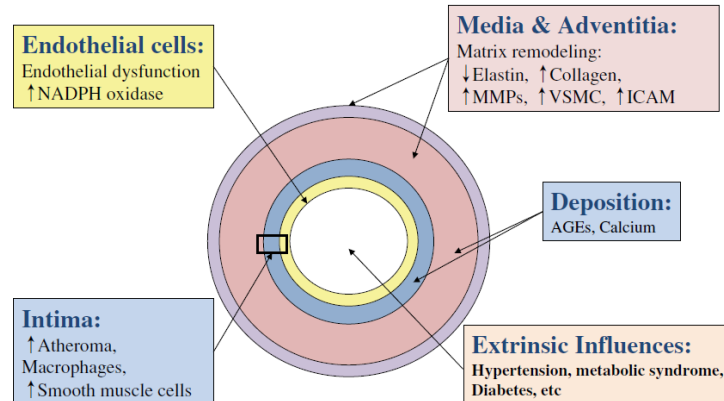 Endothelial cells:
Endothelial dysfunction
↑NADPH oxidase
Media & Adventitia:
Matrix remodeling:
↓Elastin, ↑Collagen,
↑MMPs, ↑VSMC, ↑ICAM
Deposition:
AGEs, Calcium
Intima:
↑Atheroma,
Macrophages,
↑Smooth muscle cells
Extrinsic Influences:
Hypertension, metabolic syndrome,
Diabetes, etc